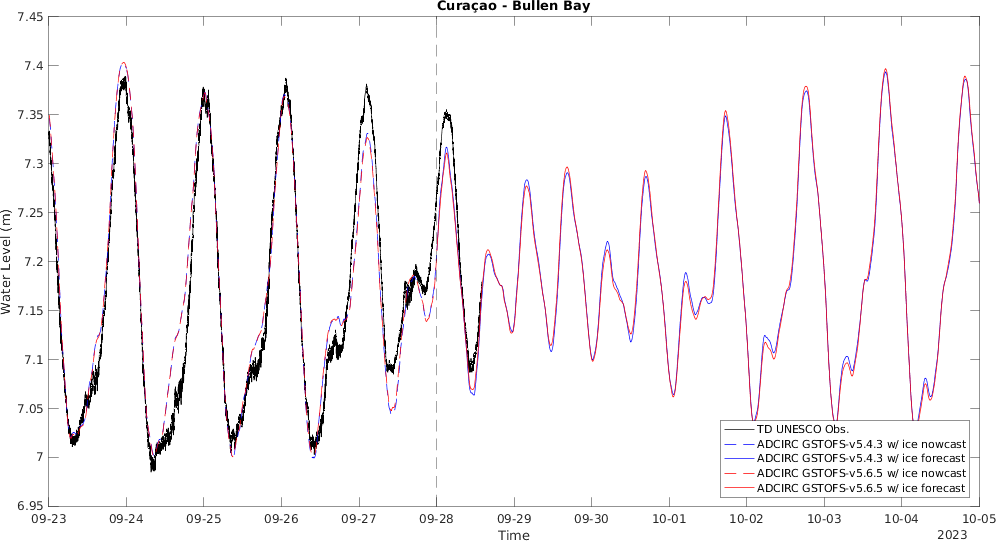 Curaçao - Bullen Bay
7.45
7.4
7.35
7.3
7.25
7.2
7.15
7.1
7.05
7
6.95
Water Level (m)
TD UNESCO Obs.
ADCIRC GSTOFS-v5.4.3 w/ ice nowcast
ADCIRC GSTOFS-v5.4.3 w/ ice forecast
ADCIRC GSTOFS-v5.6.5 w/ ice nowcast
ADCIRC GSTOFS-v5.6.5 w/ ice forecast
09-23 09-24 09-25 09-26 09-27 09-28 09-29 09-30 10-01 10-02 10-03 10-04 10-05
Time
2023